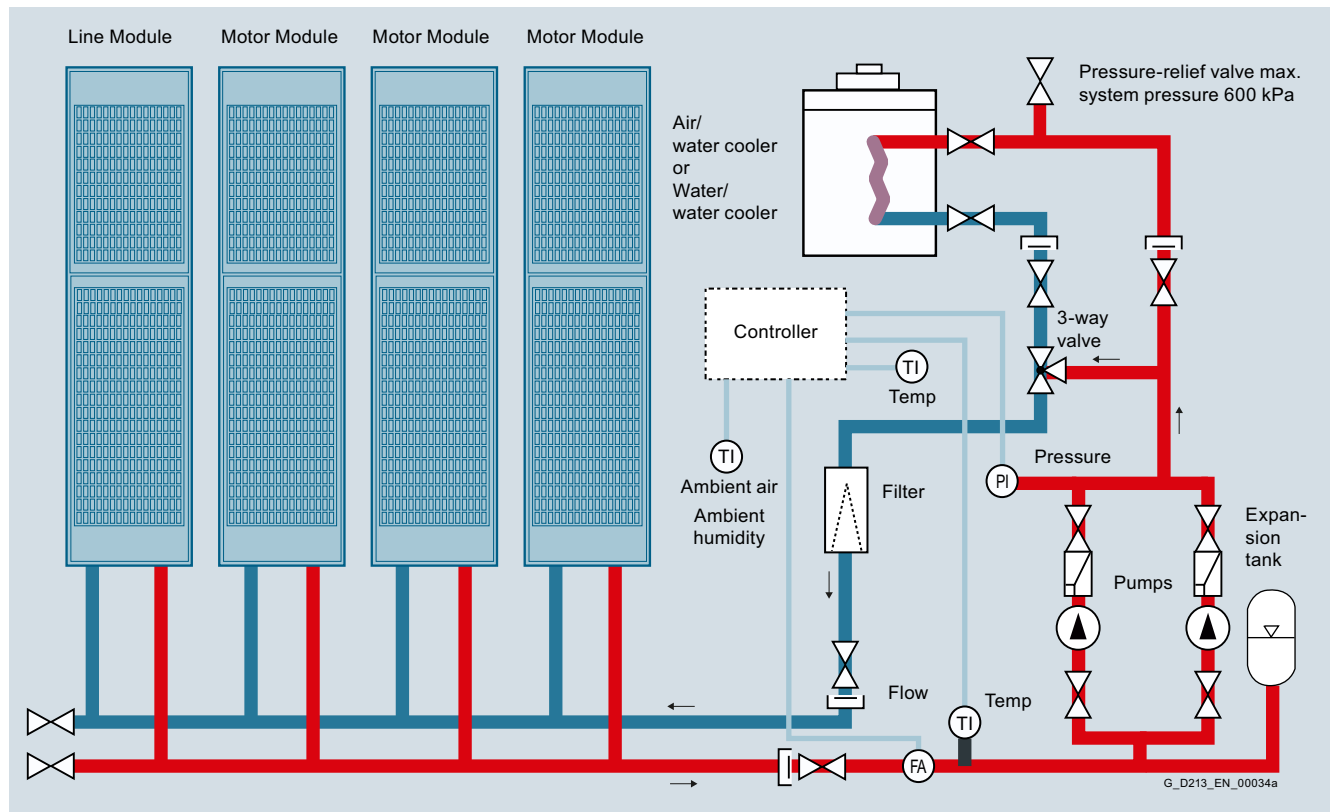 Line Module
Motor Module
Motor Module
Motor Module
Pressure-relief valve max.
system pressure 600 kPa
Air/
water cooler
or
Water/
water cooler
Controller
3-way
valve
TI
Temp
TI
Ambient air
Ambient
humidity
Filter
Pressure
PI
Expan-
sion
tank
Pumps
Flow
Temp
TI
FA
G_D213_EN_00034a